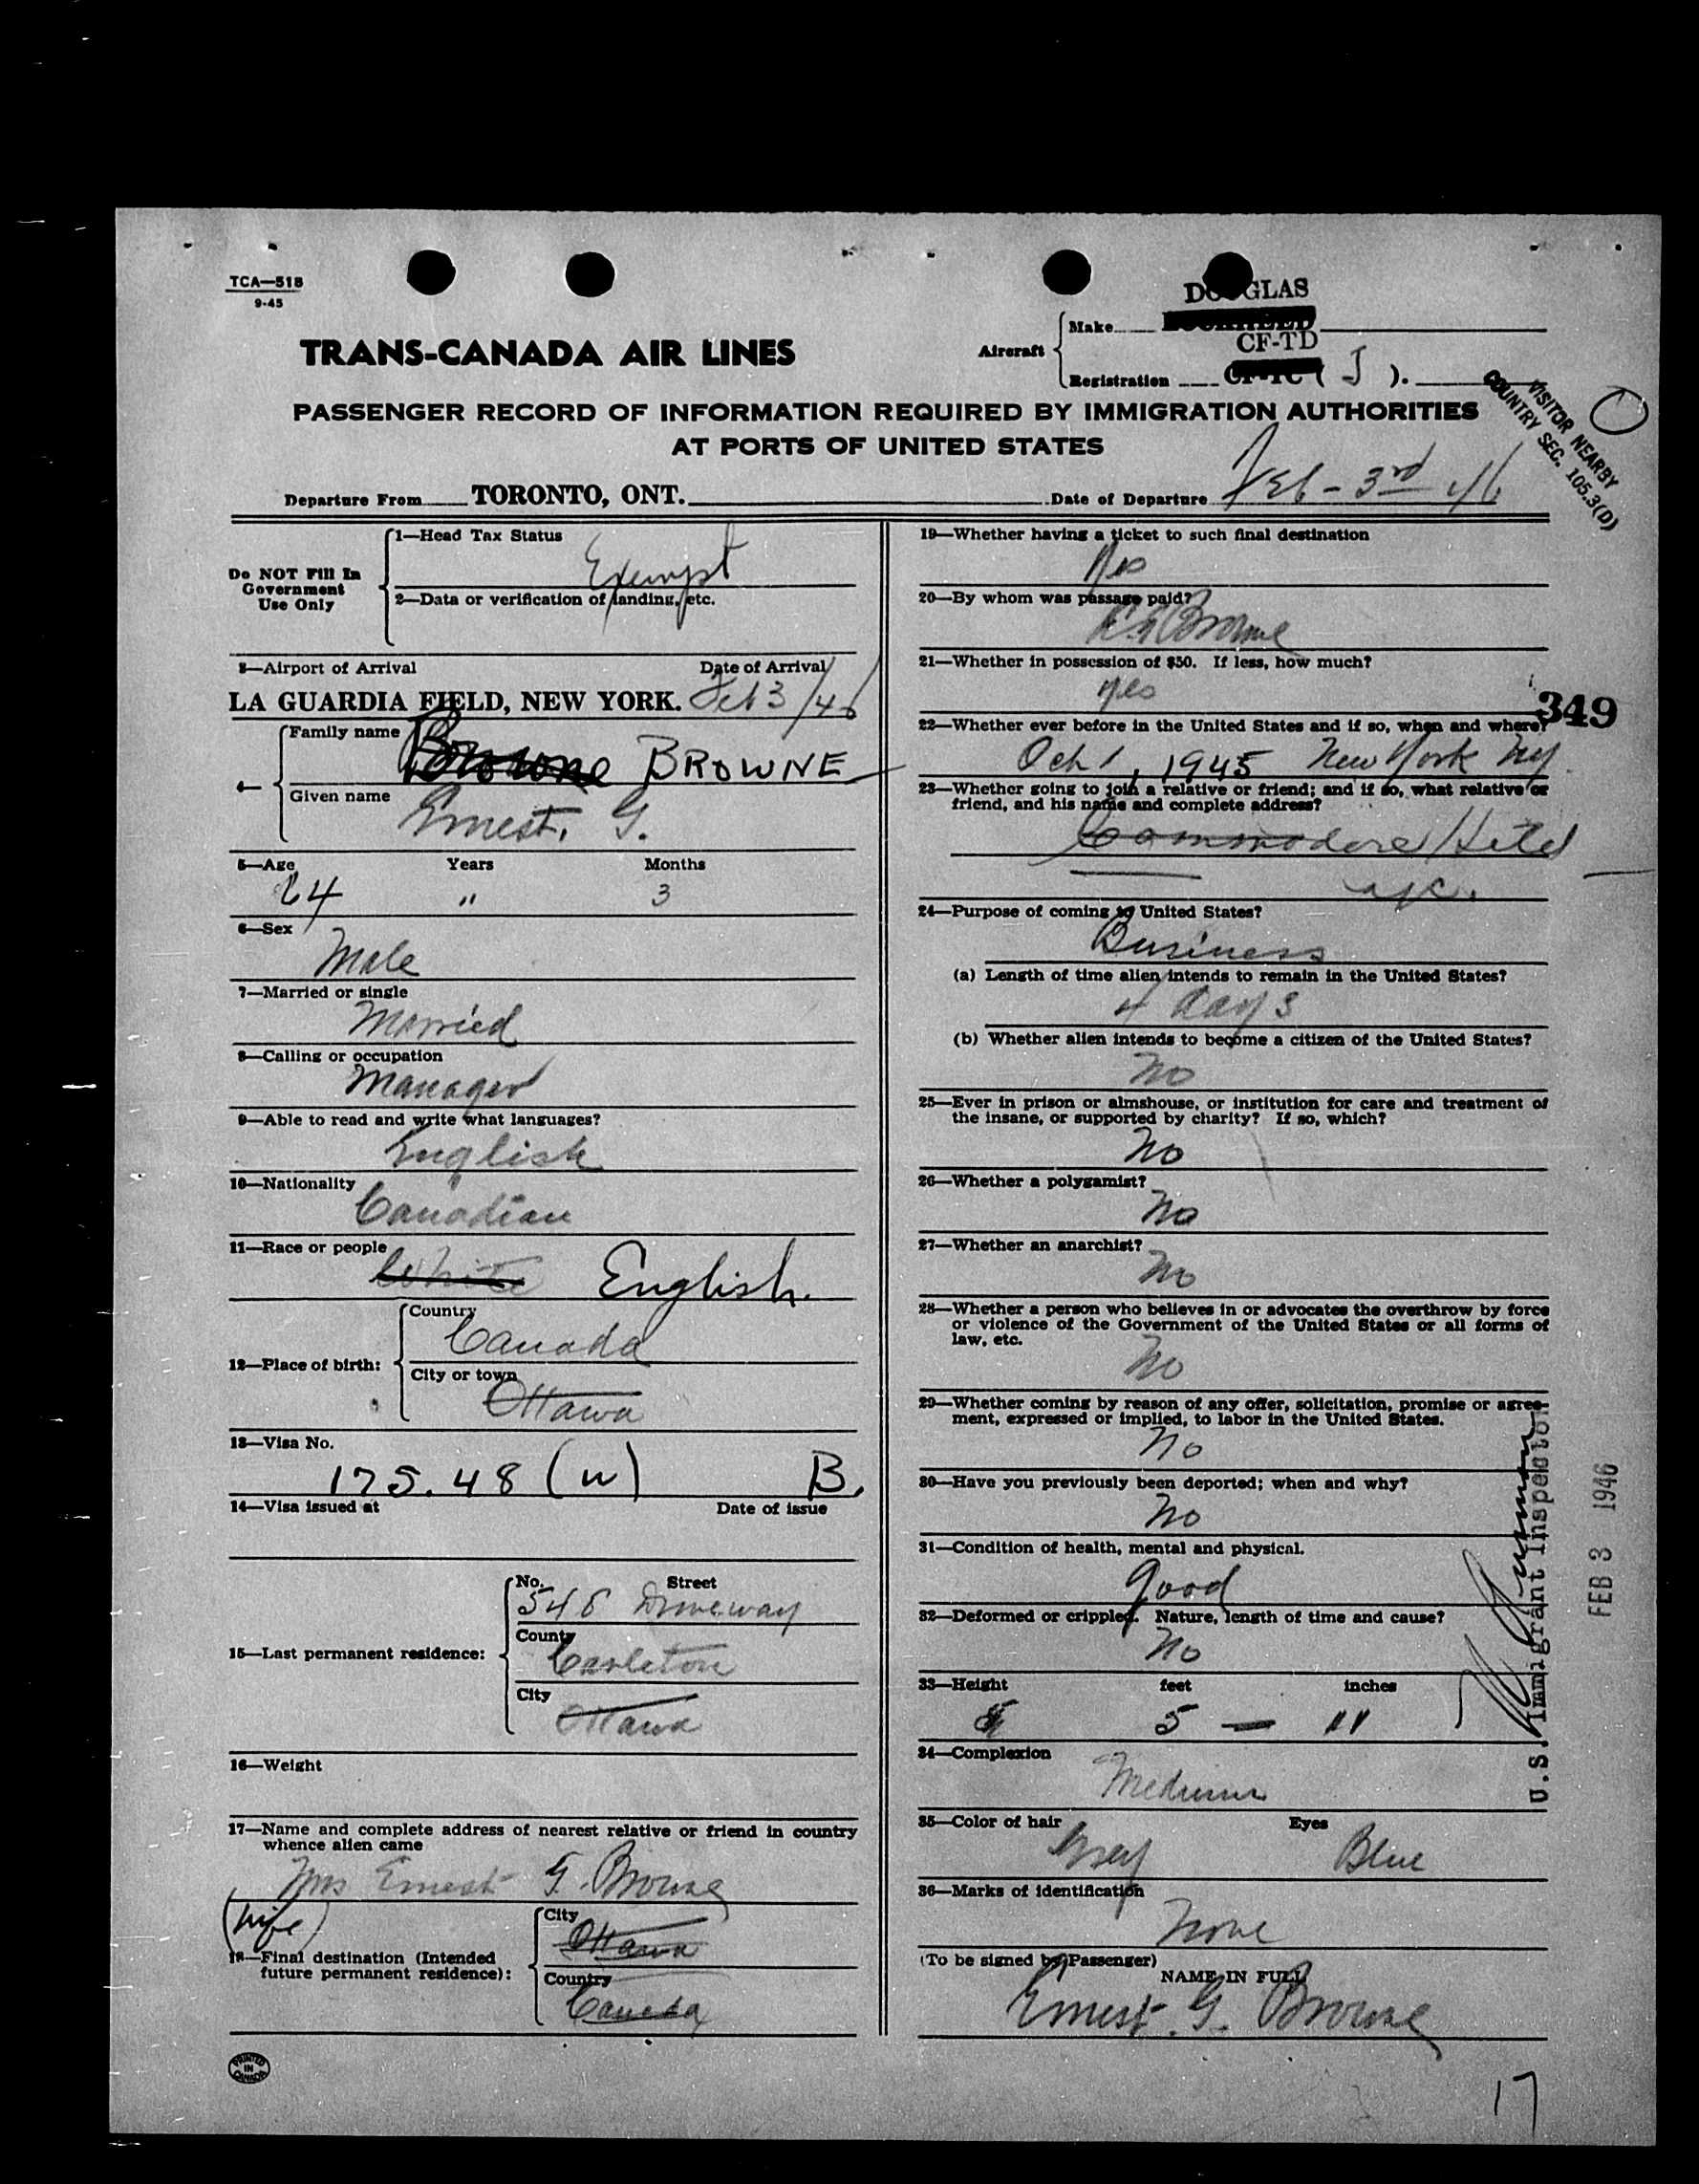 TCA—518
9-45
DOUGLAS
Aircraft
Make
CF-TD
Registration
( J ).
TRANS-CANADA AIR LINES
PASSENGER RECORD OF INFORMATION REQUIRED BY IMMIGRATION AUTHORITIES
AT PORTS OF UNITED STATES
VISITOR NEARBY
COUNTRY SEC. 105.3(D)
Departure From TORONTO, ONT. Date of Departure Feb - 3rd 46
Do NOT Fill In
Government
Use Only
1—Head Tax Status
Exempt
2—Data or verification of landing, etc.
3—Airport of Arrival Date of Arrival
LA GUARDIA FIELD, NEW YORK. Feb 3/46
4—
Family name
Browne BROWNE
Given name
Ernest, G.
5—Age Years Months
" 3
6—Sex
Male
7—Married or single
Married
8—Calling or occupation
Manager
9—Able to read and write what languages?
English
10—Nationality
Canadian
11—Race or people
White English.
12—Place of birth:
Country
Canada
City or town
Ottawa
13—Visa No.
175.48 (w) B.
14—Visa issued at Date of issue
15—Last permanent residence:
No. Street
546 Driveway
County
Carleton
City
Ottawa
16—Weight
17—Name and complete address of nearest relative or friend in country
whence alien came
Mrs Ernest G. Browne
(wife)
18—Final destination (Intended
future permanent residence):
City
Ottawa
Country
Canada
PRINTED
IN
CANADA
19—Whether having a ticket to such final destination
Yes
20—By whom was passage paid?
Browne
21—Whether in possession of $50. If less, how much?
yes
349
22—Whether ever before in the United States and if so, when and where?
Oct 1, 1945 New York Ny
23—Whether going to join a relative or friend; and if so, what relative or
friend, and his name and complete address?
Commodore Hotel
24—Purpose of coming to United States?
Business
(a) Length of time alien intends to remain in the United States?
4 days
(b) Whether alien intends to become a citizen of the United States?
No
25—Ever in prison or almshouse, or institution for care and treatment of
the insane, or supported by charity? If so, which?
No
26—Whether a polygamist?
No
27—Whether an anarchist?
No
28—Whether a person who believes in or advocates the overthrow by force
or violence of the Government of the United States or all forms of
law, etc.
No
29—Whether coming by reason of any offer, solicitation, promise or agree-
ment, expressed or implied, to labor in the United States.
No
30—Have you previously been deported; when and why?
No
31—Condition of health, mental and physical.
good
32—Deformed or crippled. Nature, length of time and cause?
No
33—Height feet inches
5 — 11
34—Complexion
Medium
35—Color of hair Eyes
Grey Blue
36—Marks of identification
None
(To be signed by Passenger)
NAME IN FULL
Ernest. G. Browne
U.S. Immigrant Inspector
FEB 3 1946
17